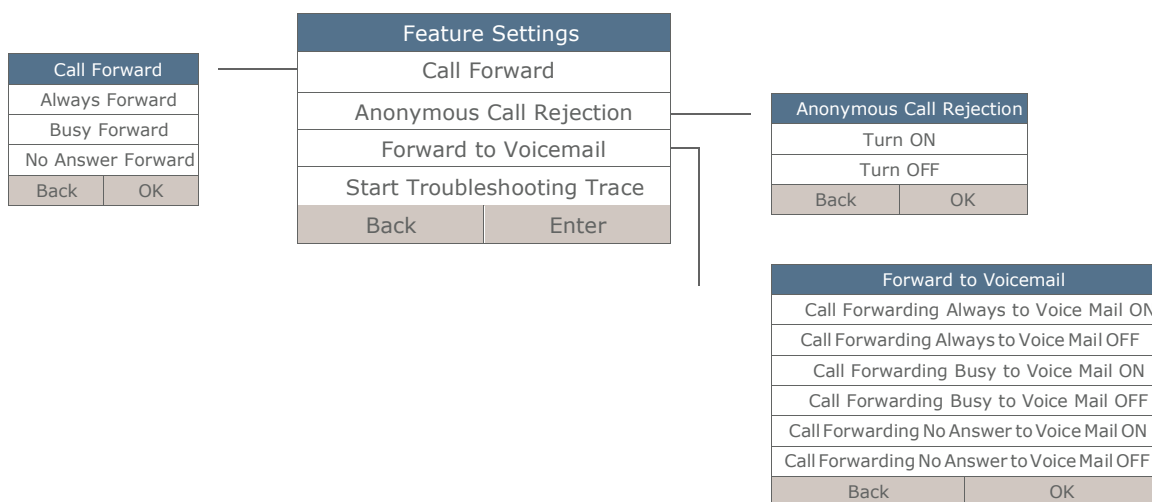 Call Forward
Always Forward
Busy Forward
No Answer Forward
Back OK
Feature Settings
Call Forward
Anonymous Call Rejection
Forward to Voicemail
Start Troubleshooting Trace
Back Enter
Anonymous Call Rejection
Turn ON
Turn OFF
Back OK
Forward to Voicemail
Call Forwarding Always to Voice Mail ON
Call Forwarding Always to Voice Mail OFF
Call Forwarding Busy to Voice Mail ON
Call Forwarding Busy to Voice Mail OFF
Call Forwarding No Answer to Voice Mail ON
Call Forwarding No Answer to Voice Mail OFF
Back OK